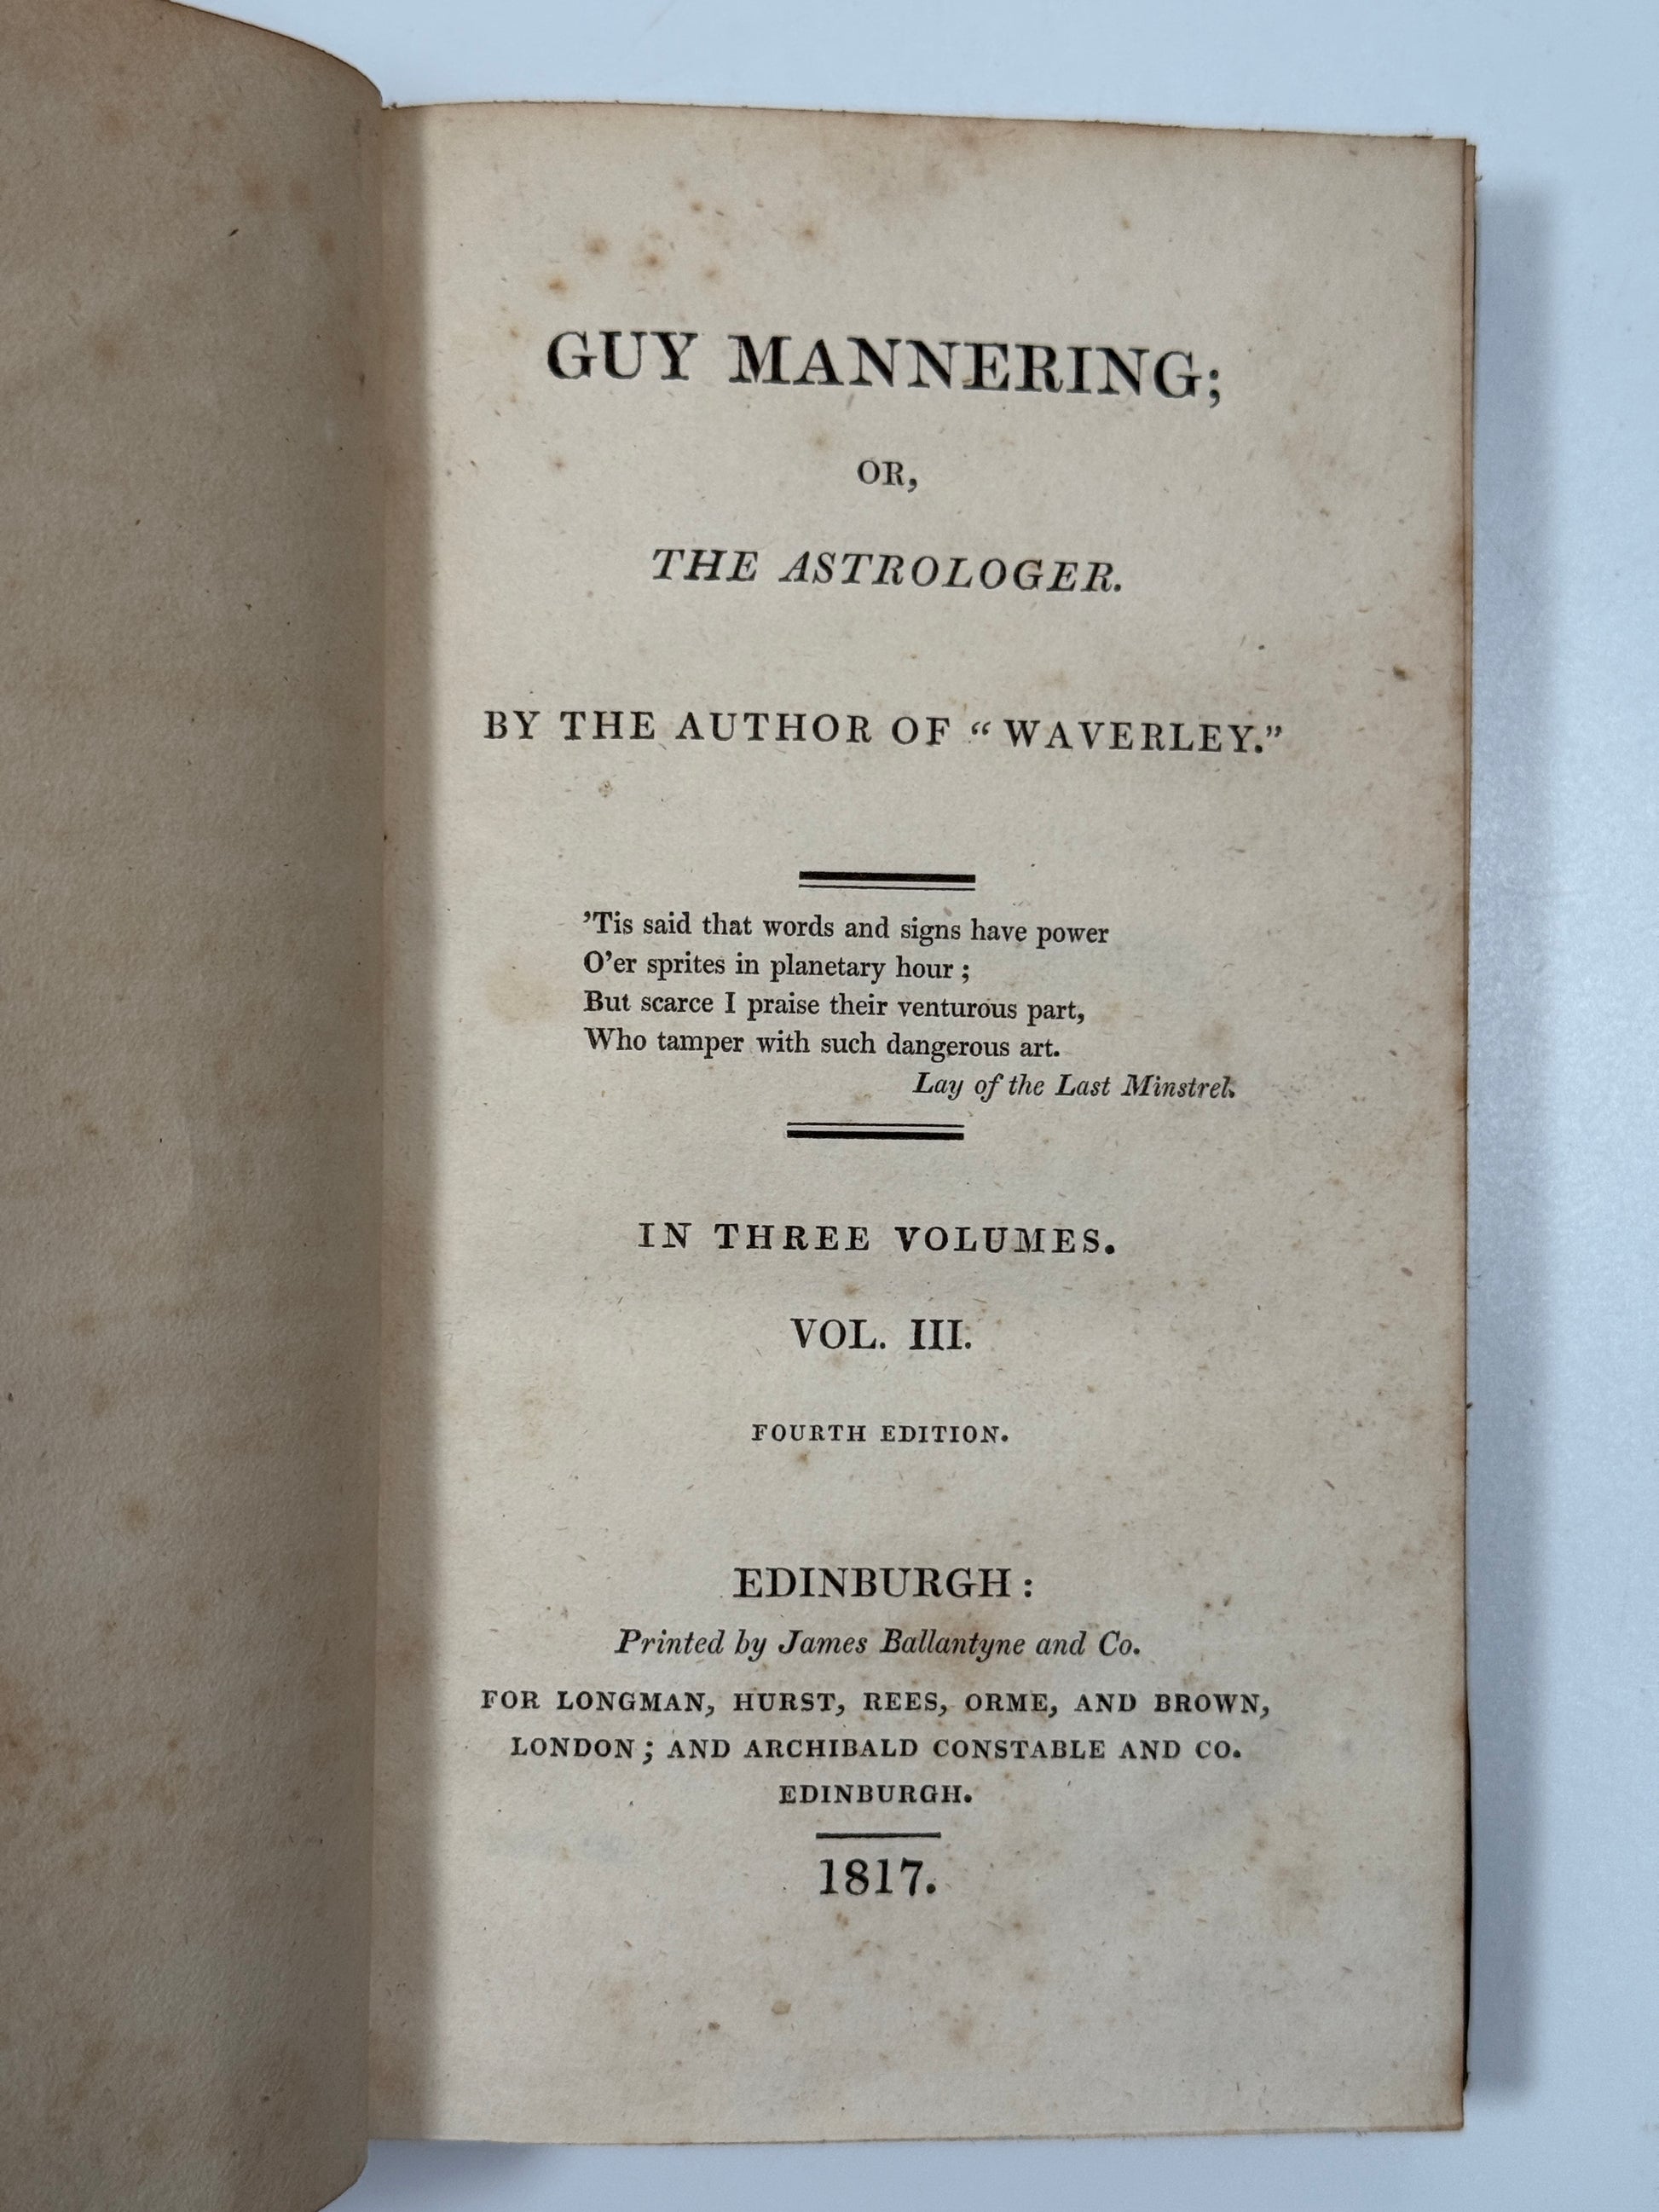 GUY MANNERING;
OR,
THE ASTROLOGER.
BY THE AUTHOR OF “WAVERLEY.”
’Tis said that words and signs have power
O’er sprites in planetary hour ;
But scarce I praise their venturous part,
Who tamper with such dangerous art.
Lay of the Last Minstrel.
IN THREE VOLUMES.
VOL. III.
FOURTH EDITION.
EDINBURGH :
Printed by James Ballantyne and Co.
FOR LONGMAN, HURST, REES, ORME, AND BROWN,
LONDON ; AND ARCHIBALD CONSTABLE AND CO.
EDINBURGH.
1817.